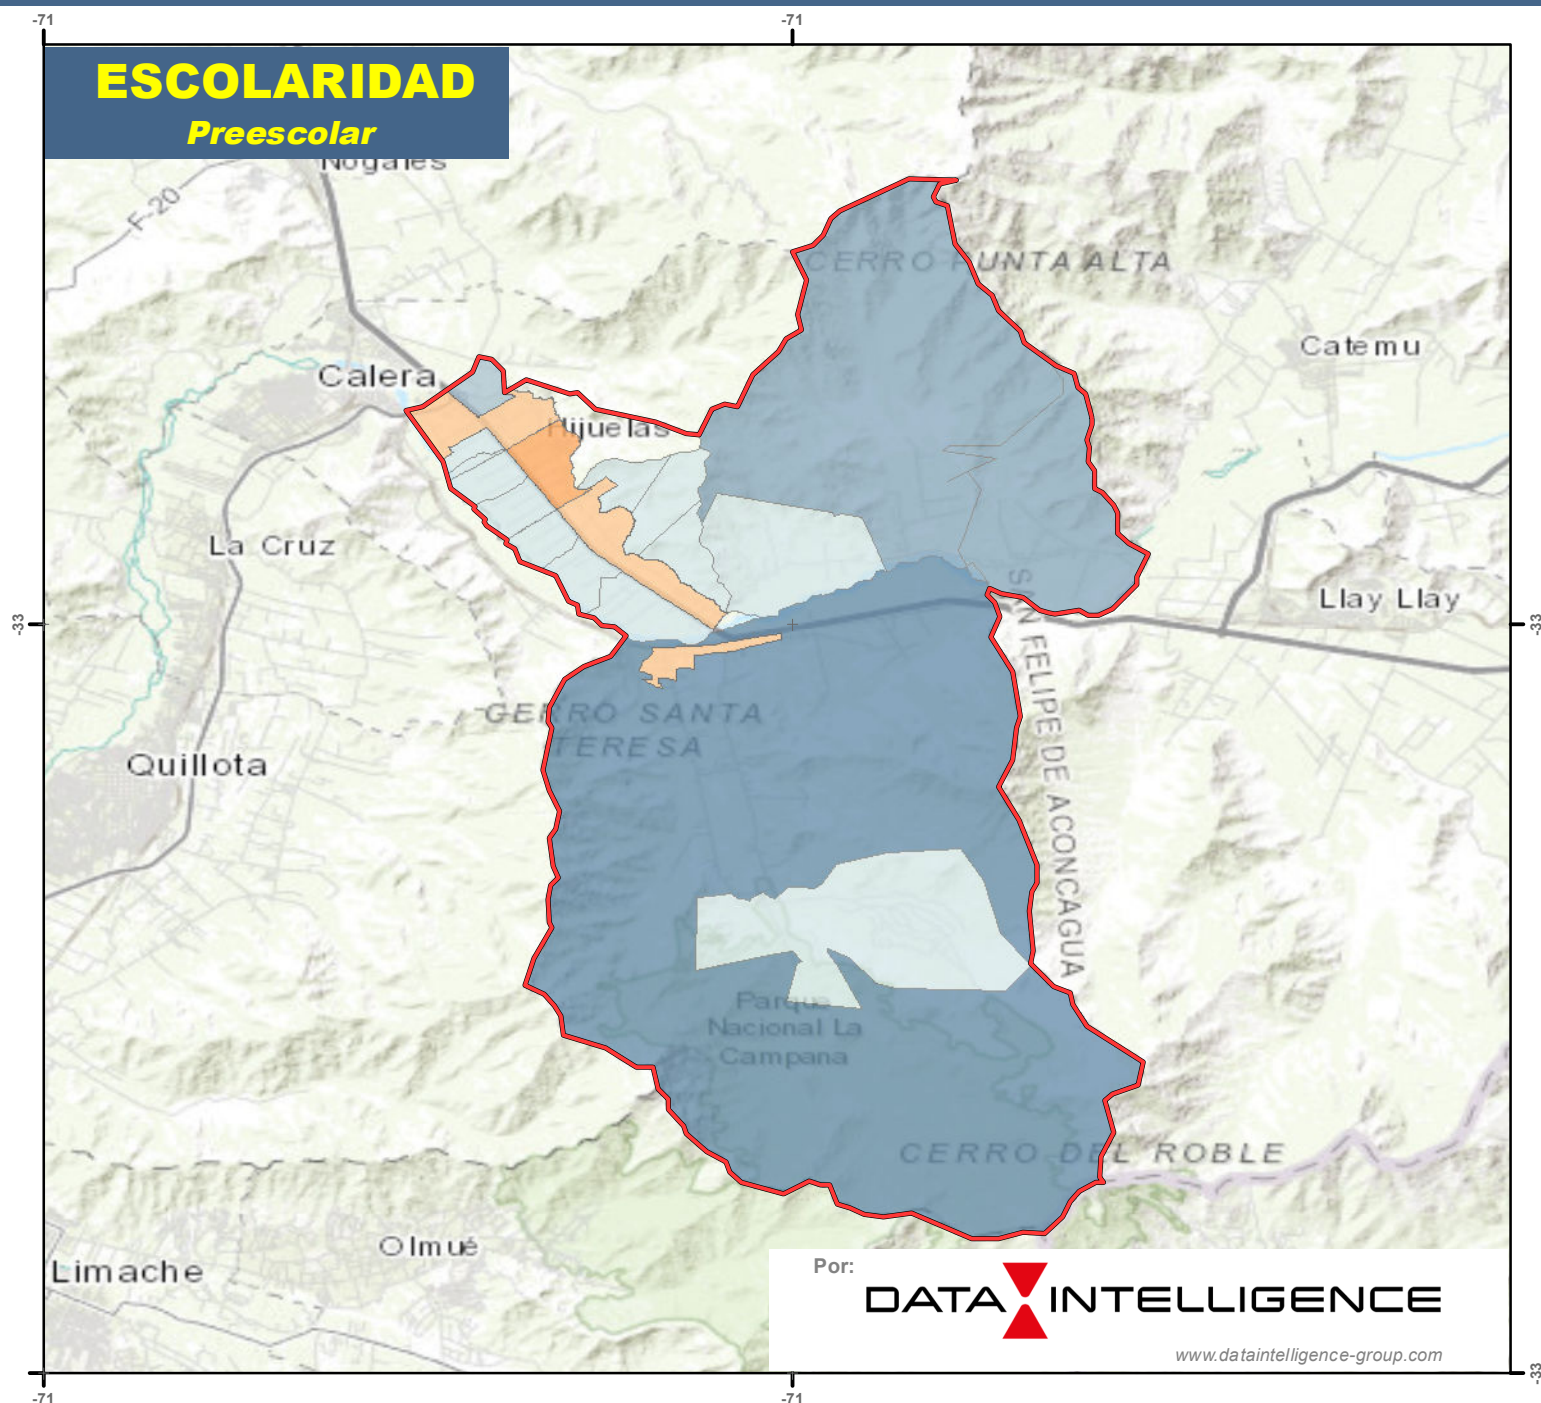 -71
-71
ESCOLARIDAD
Preescolar
Nogales
F-20
CERRO PUNTA ALTA
Catemu
Calera
Hijuelas
La Cruz
Llay Llay
-33
-33
SAN FELIPE DE ACONCAGUA
CERRO SANTA
TERESA
Quillota
Parque
Nacional La
Campana
CERRO DEL ROBLE
Olmué
Limache
Por:
DATA INTELLIGENCE
www.dataintelligence-group.com
-33
-71
-71